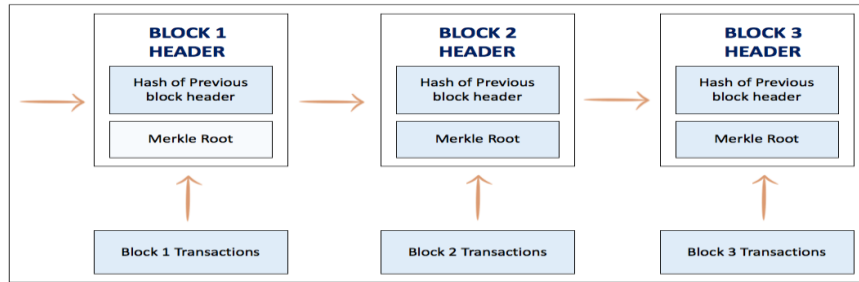 BLOCK 1
HEADER
Hash of Previous
block header
Merkle Root
Block 1 Transactions
BLOCK 2
HEADER
Hash of Previous
block header
Merkle Root
Block 2 Transactions
BLOCK 3
HEADER
Hash of Previous
block header
Merkle Root
Block 3 Transactions